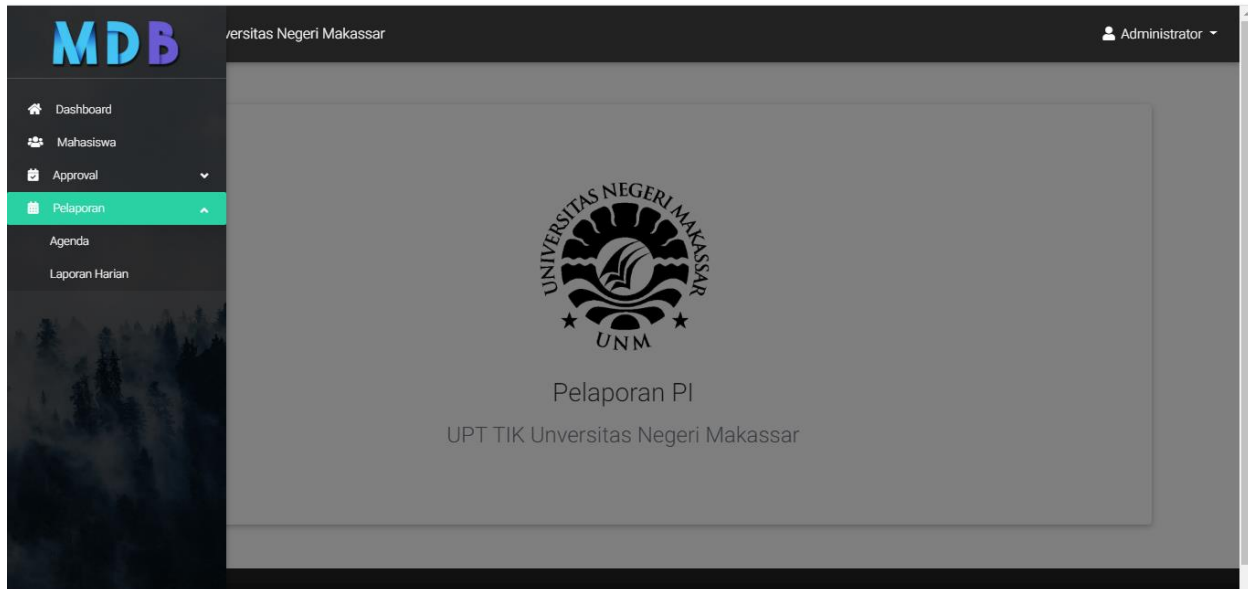 MDB
versitas Negeri Makassar
Administrator
Dashboard
Mahasiswa
Approval
Pelaporan
Agenda
Laporan Harian
UNIVERSITAS NEGERI MAKASSAR
UNM
Pelaporan PI
UPT TIK Unversitas Negeri Makassar